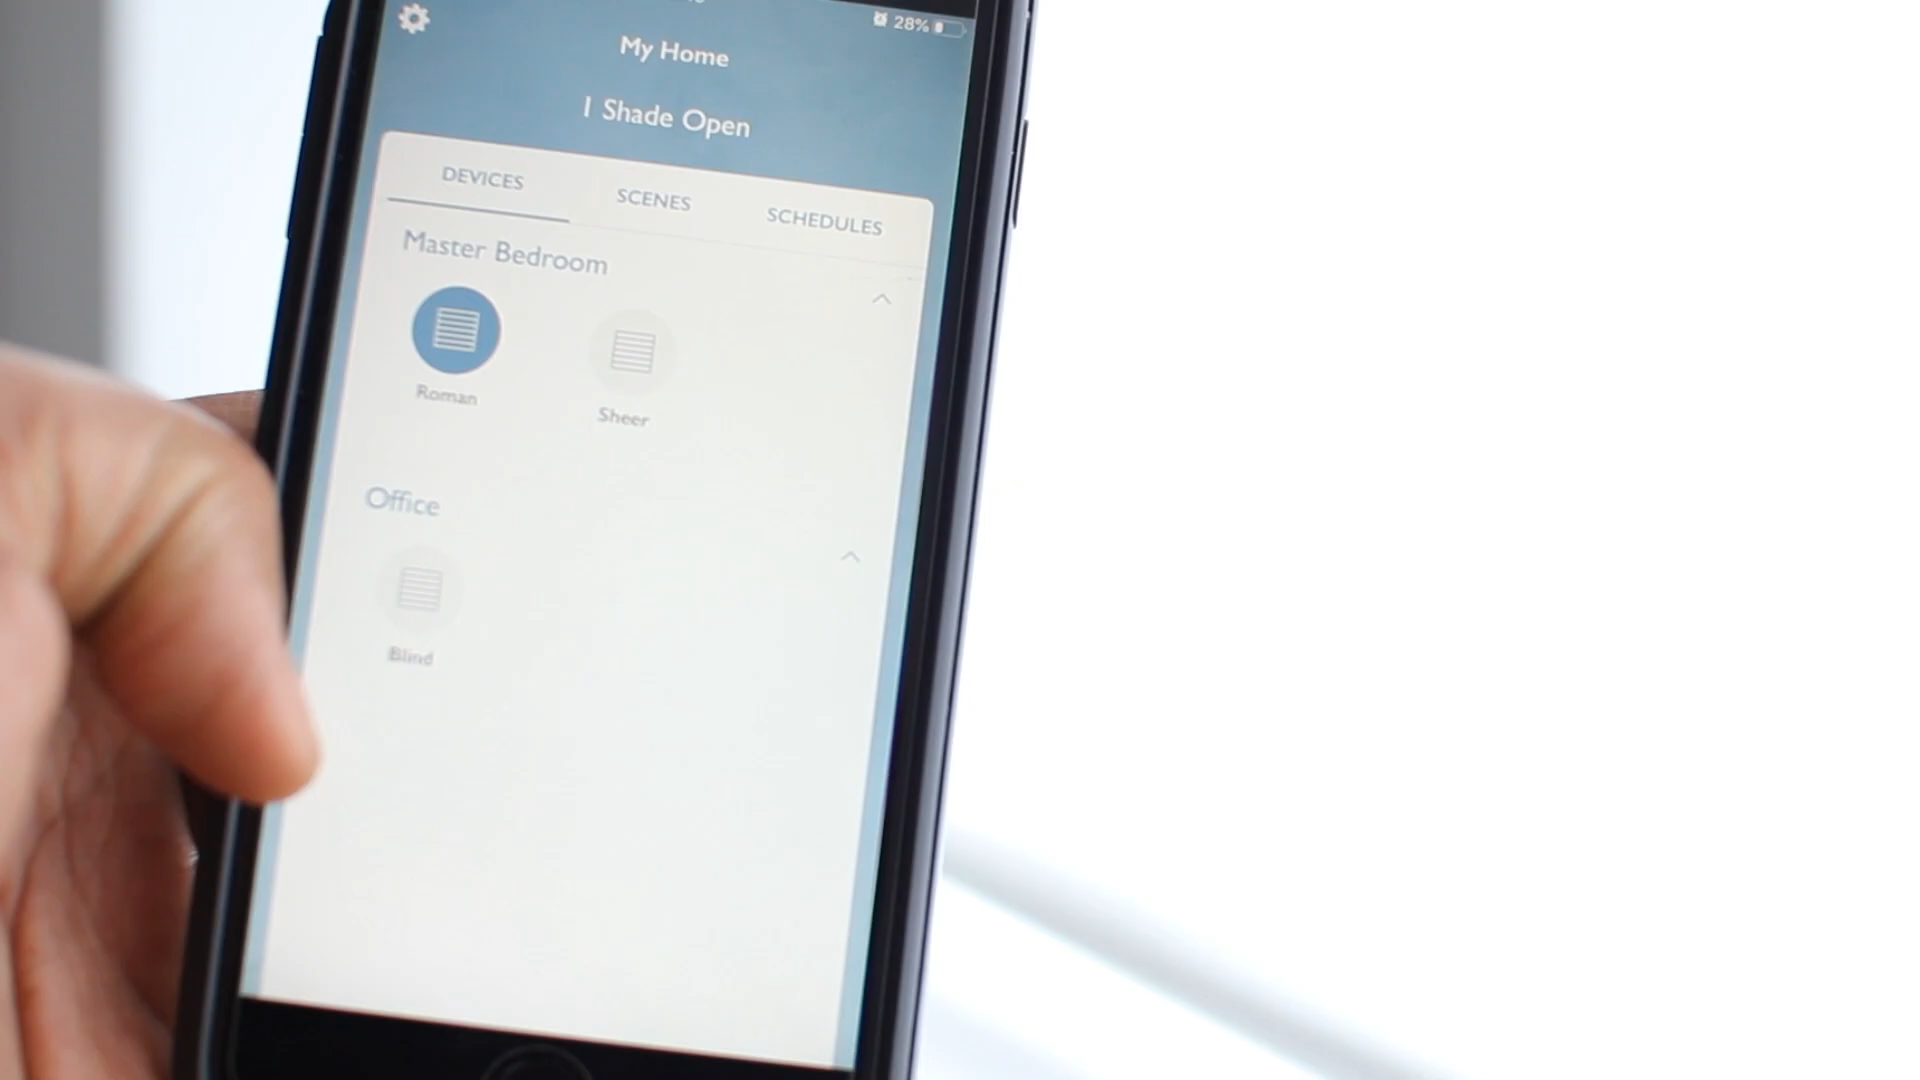 28%
My Home
1 Shade Open
DEVICES SCENES SCHEDULES
Master Bedroom
Roman Sheer
Office
Blind